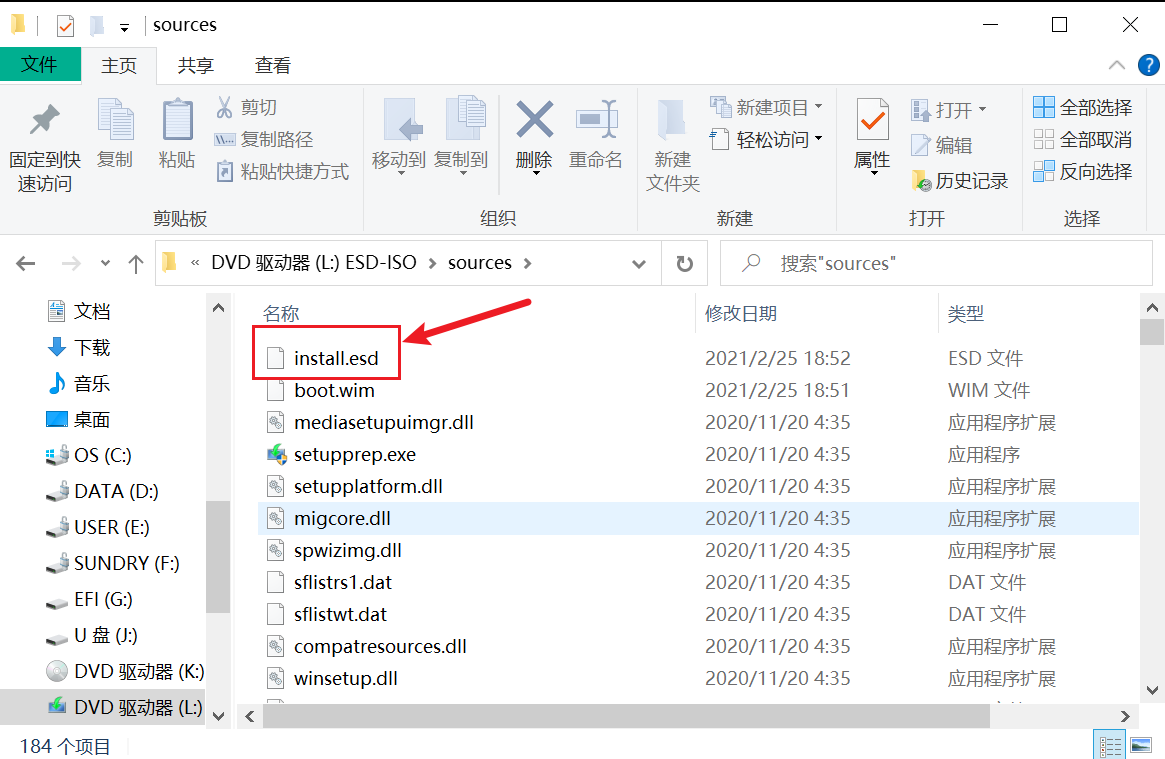 sources
文件 主页 共享 查看
固定到快速访问
复制
粘贴
剪切
复制路径
粘贴快捷方式
剪贴板
移动到
复制到
删除
重命名
组织
新建文件夹
新建项目
轻松访问
新建
属性
打开
编辑
历史记录
打开
全部选择
全部取消
反向选择
选择
« DVD 驱动器 (L:) ESD-ISO > sources >
搜索"sources"
文档
下载
音乐
桌面
OS (C:)
DATA (D:)
USER (E:)
SUNDRY (F:)
EFI (G:)
U 盘 (J:)
DVD 驱动器 (K:)
DVD 驱动器 (L:)
名称 修改日期 类型
install.esd 2021/2/25 18:52 ESD 文件
boot.wim 2021/2/25 18:51 WIM 文件
mediasetupuimgr.dll 2020/11/20 4:35 应用程序扩展
setupprep.exe 2020/11/20 4:35 应用程序
setupplatform.dll 2020/11/20 4:35 应用程序扩展
migcore.dll 2020/11/20 4:35 应用程序扩展
spwizimg.dll 2020/11/20 4:35 应用程序扩展
sflistrs1.dat 2020/11/20 4:35 DAT 文件
sflistwt.dat 2020/11/20 4:35 DAT 文件
compatresources.dll 2020/11/20 4:35 应用程序扩展
winsetup.dll 2020/11/20 4:35 应用程序扩展
184 个项目